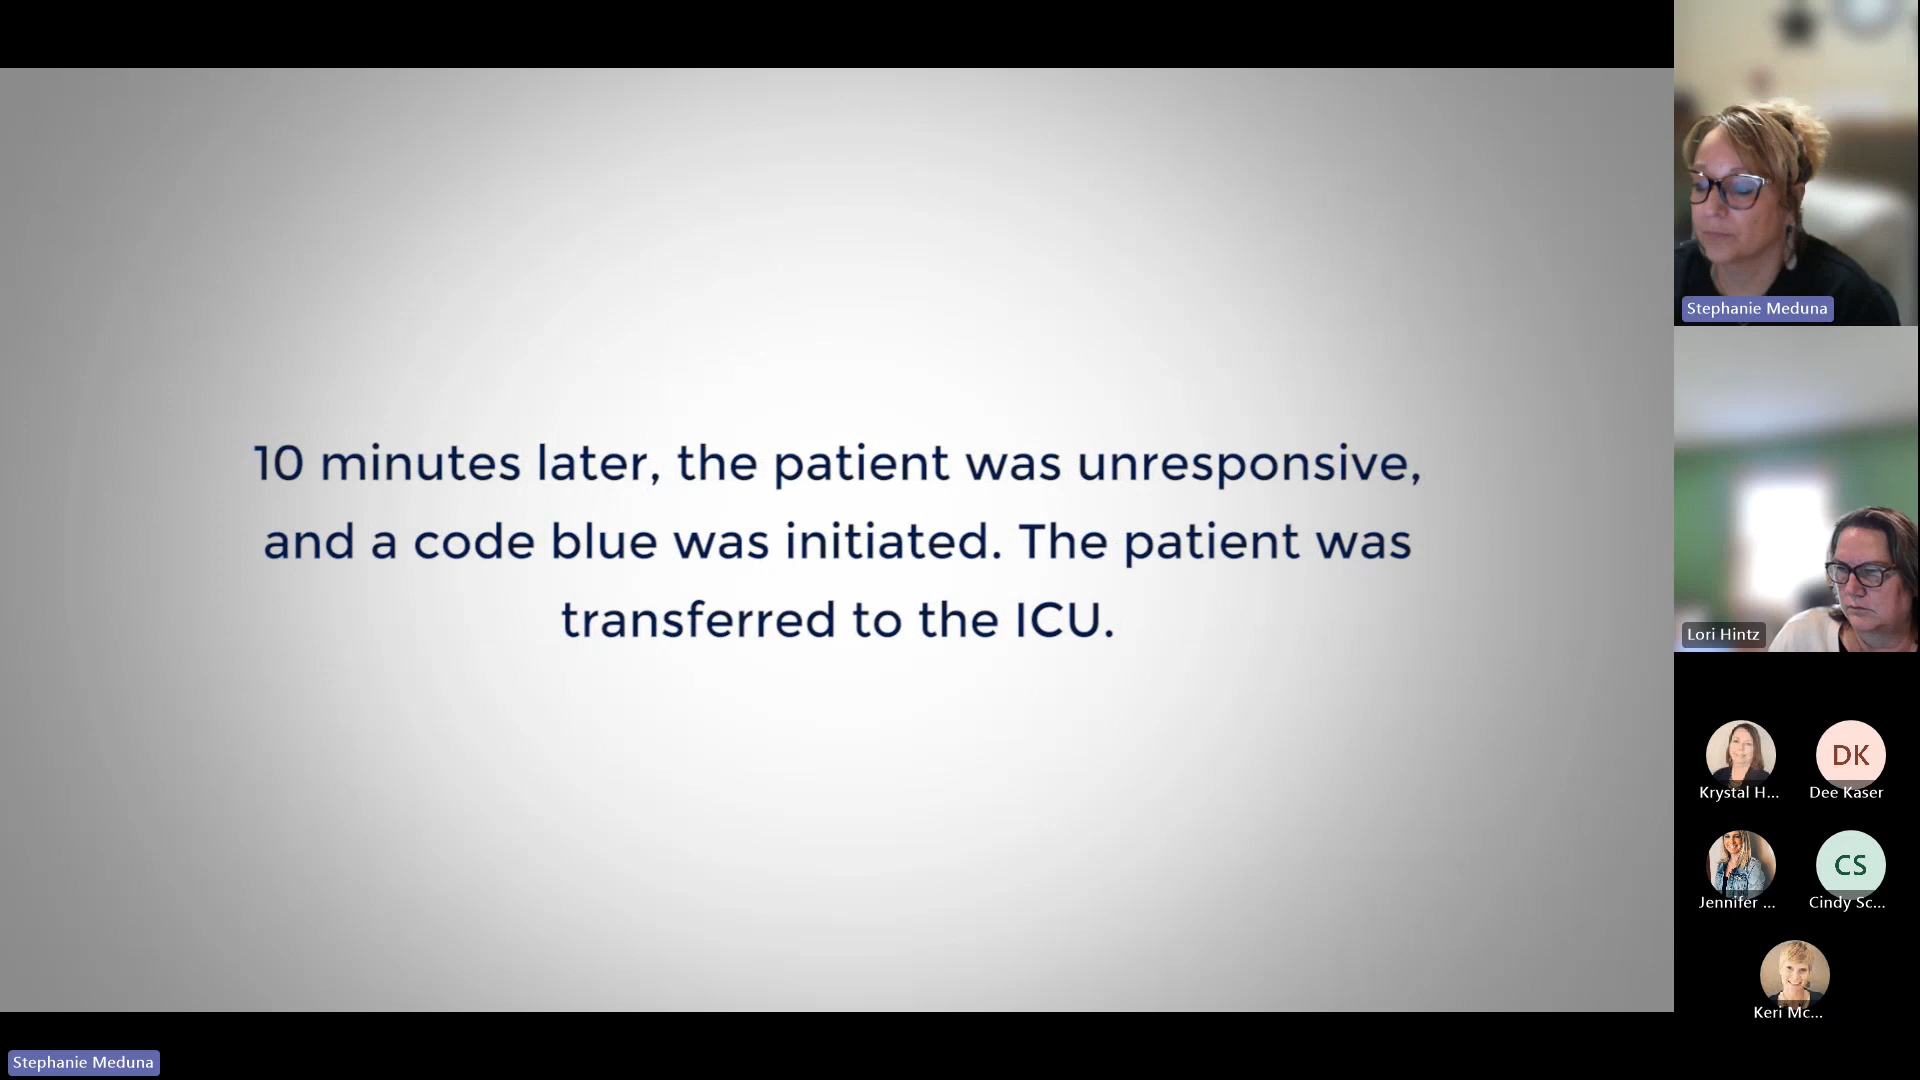 10 minutes later, the patient was unresponsive,
and a code blue was initiated. The patient was
transferred to the ICU.
Stephanie Meduna
Lori Hintz
Krystal H...
DK
Dee Kaser
Jennifer ...
CS
Cindy Sc...
Keri Mc...
Stephanie Meduna